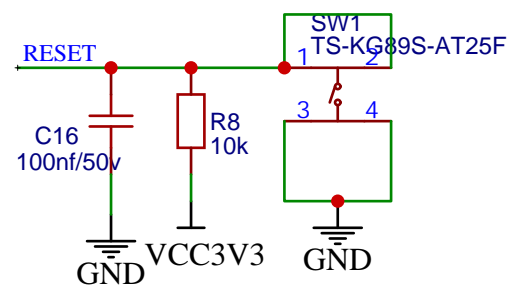 SW1
TS-KG89S-AT25F
RESET
1 2
3 4
C16
100nf/50v
R8
10k
GND
VCC3V3
GND